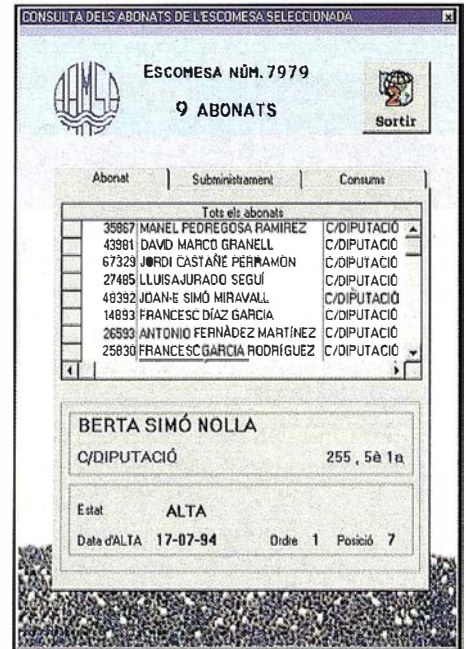 CONSULTA DELS ABONATS DE L'ESCOMESA SELECCIONADA
ESCOMESA NÚM. 7979
9 ABONATS
Sortir
Abonat Subministrament Consums
Tots els abonats
35867 MANEL PEDREGOSA RAMIREZ C/DIPUTACIÓ
43981 DAVID MARCO GRANELL C/DIPUTACIÓ
67329 JORDI CASTAÑE PERRAMON C/DIPUTACIÓ
27485 LLUISAJURADO SEGUÍ C/DIPUTACIÓ
48392 JOAN·E SIMÓ MIRAVALL C/DIPUTACIÓ
14893 FRANCESC DÍAZ GARCIA C/DIPUTACIÓ
26593 ANTONIO FERNÀDEZ MARTÍNEZ C/DIPUTACIÓ
25830 FRANCESC GARCIA RODRÍGUEZ C/DIPUTACIÓ
BERTA SIMÓ NOLLA
C/DIPUTACIÓ 255 , 5è 1a
Estat ALTA
Data d'ALTA 17-07-94 Ordre 1 Posició 7